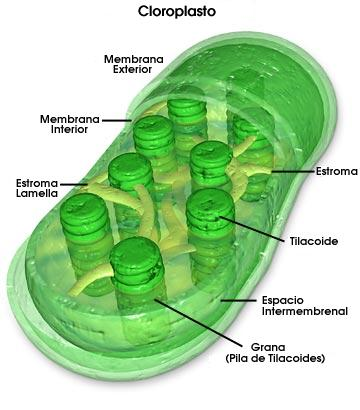 Cloroplasto
Membrana
Exterior
Membrana
Interior
Estroma
Lamella
Estroma
Tilacoide
Espacio
Intermembrenal
Grana
(Pila de Tilacoides)